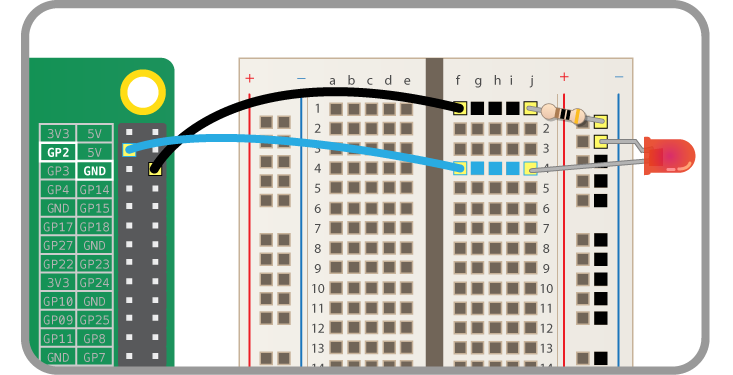 + − a b c d e f g h i j + −
3V3 5V
GP2 5V
GP3 GND
GP4 GP14
GND GP15
GP17 GP18
GP27 GND
GP22 GP23
3V3 GP24
GP10 GND
GP09 GP25
GP11 GP8
GND GP7
1
2 2
3
4 4
5 5
6 6
7 7
8 8
9 9
10 10
11 11
12 12
13 13
14 14